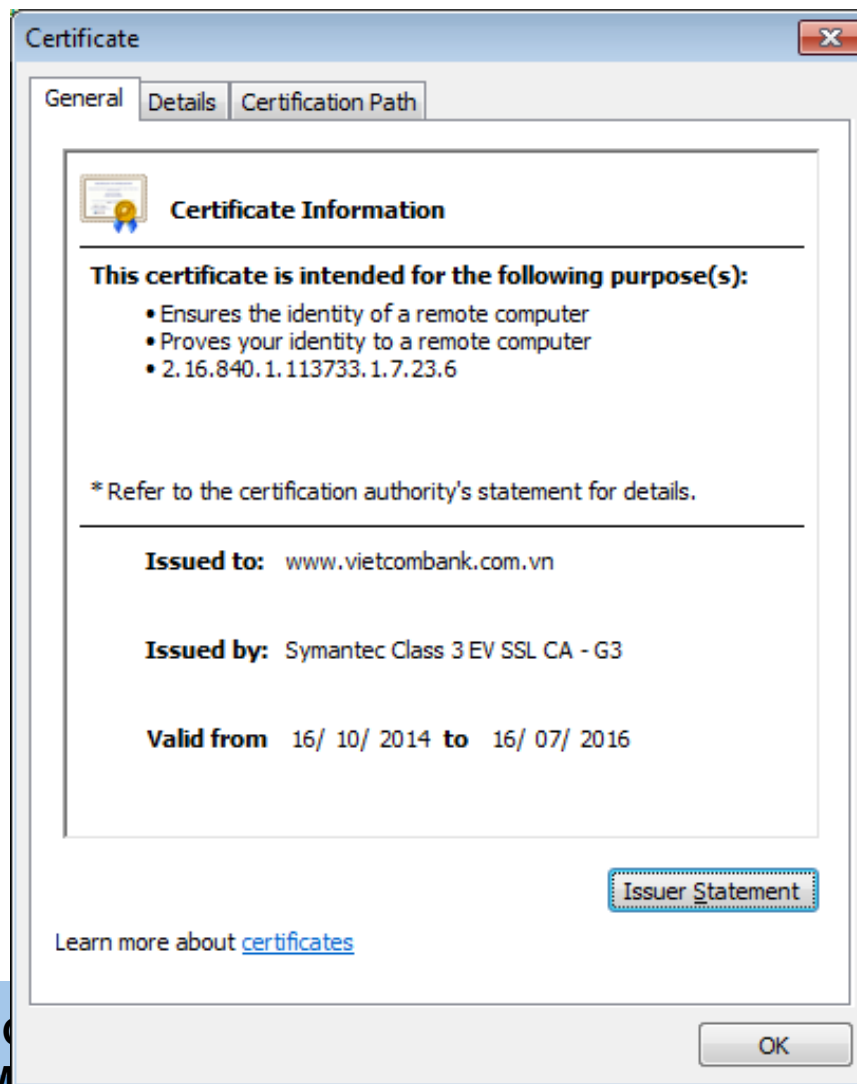 Certificate
General Details Certification Path
Certificate Information
This certificate is intended for the following purpose(s):
• Ensures the identity of a remote computer
• Proves your identity to a remote computer
• 2.16.840.1.113733.1.7.23.6
* Refer to the certification authority's statement for details.
Issued to: www.vietcombank.com.vn
Issued by: Symantec Class 3 EV SSL CA - G3
Valid from 16/ 10/ 2014 to 16/ 07/ 2016
Issuer Statement
Learn more about certificates
OK